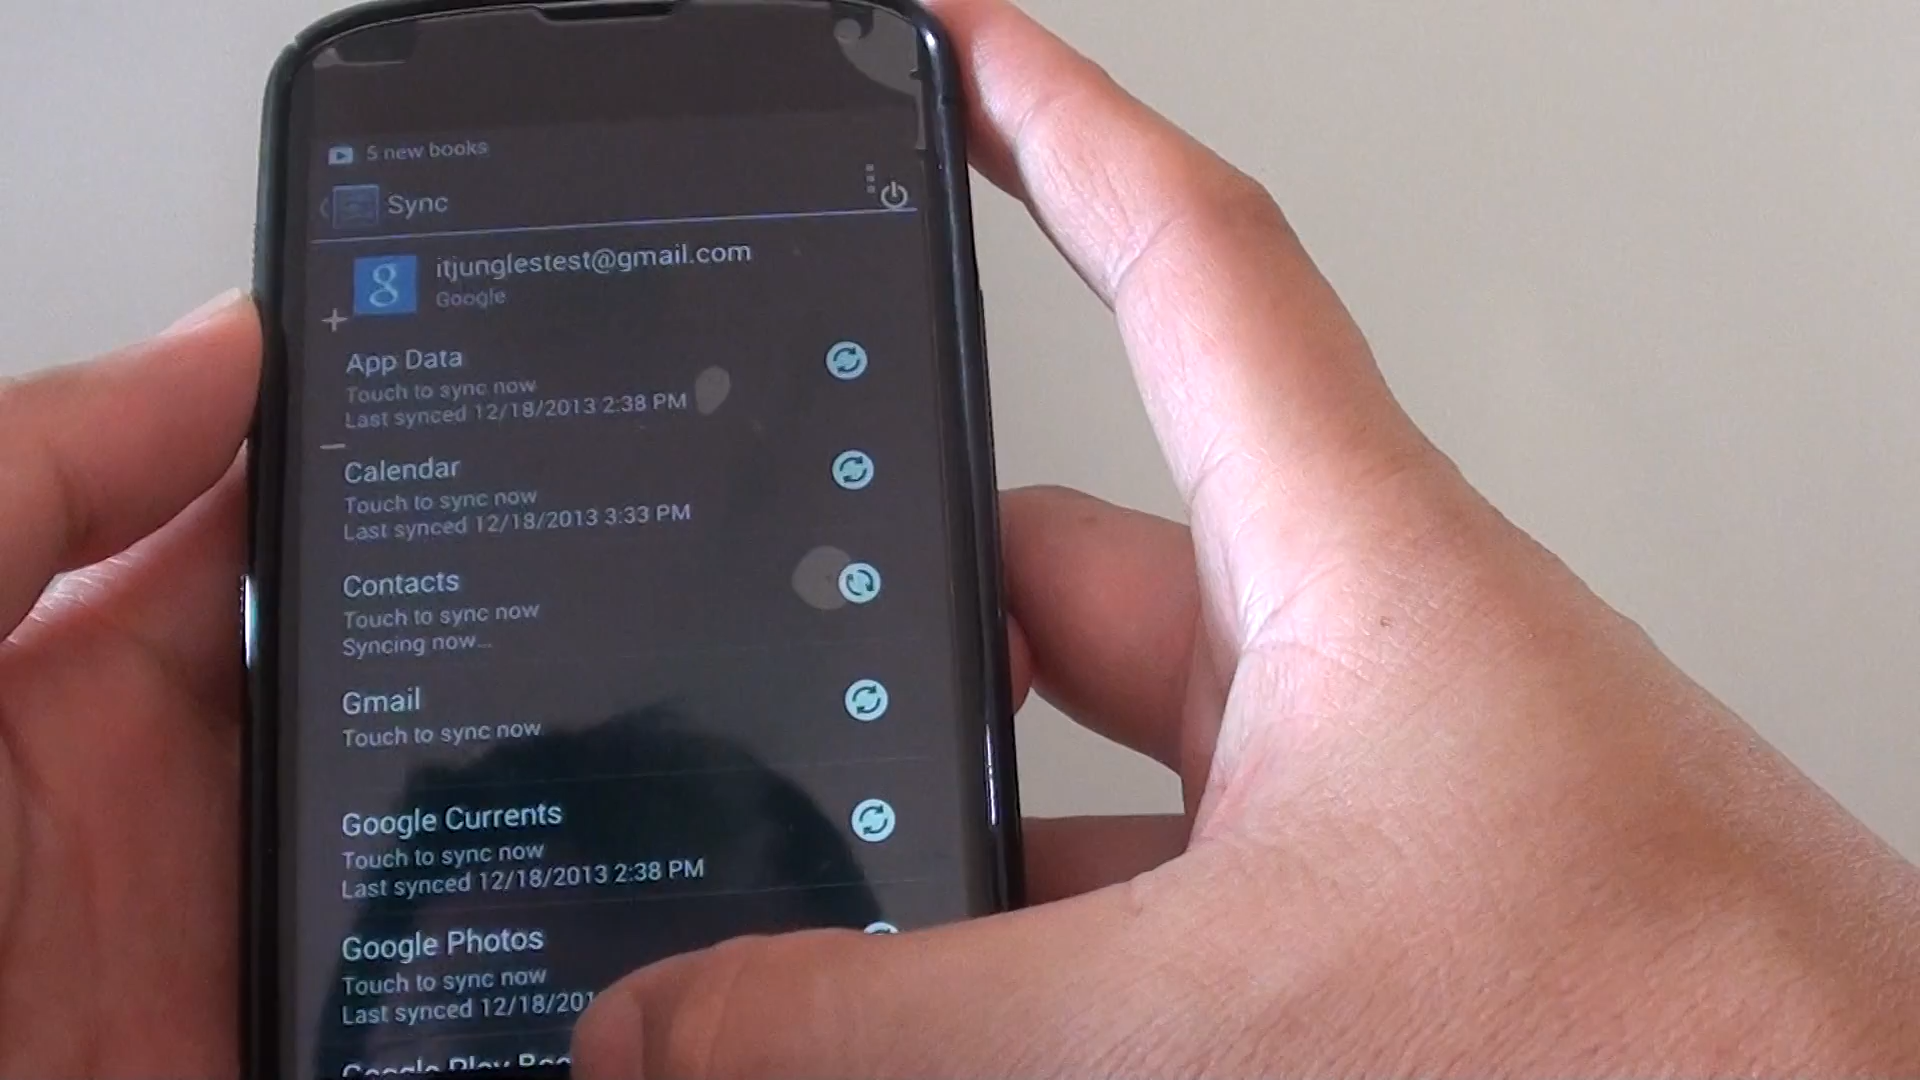 5 new books
Sync
g
itjunglestest@gmail.com
Google
App Data
Touch to sync now
Last synced 12/18/2013 2:38 PM
Calendar
Touch to sync now
Last synced 12/18/2013 3:33 PM
Contacts
Touch to sync now
Syncing now...
Gmail
Touch to sync now
Google Currents
Touch to sync now
Last synced 12/18/2013 2:38 PM
Google Photos
Touch to sync now
Last synced 12/18/201
Google Play